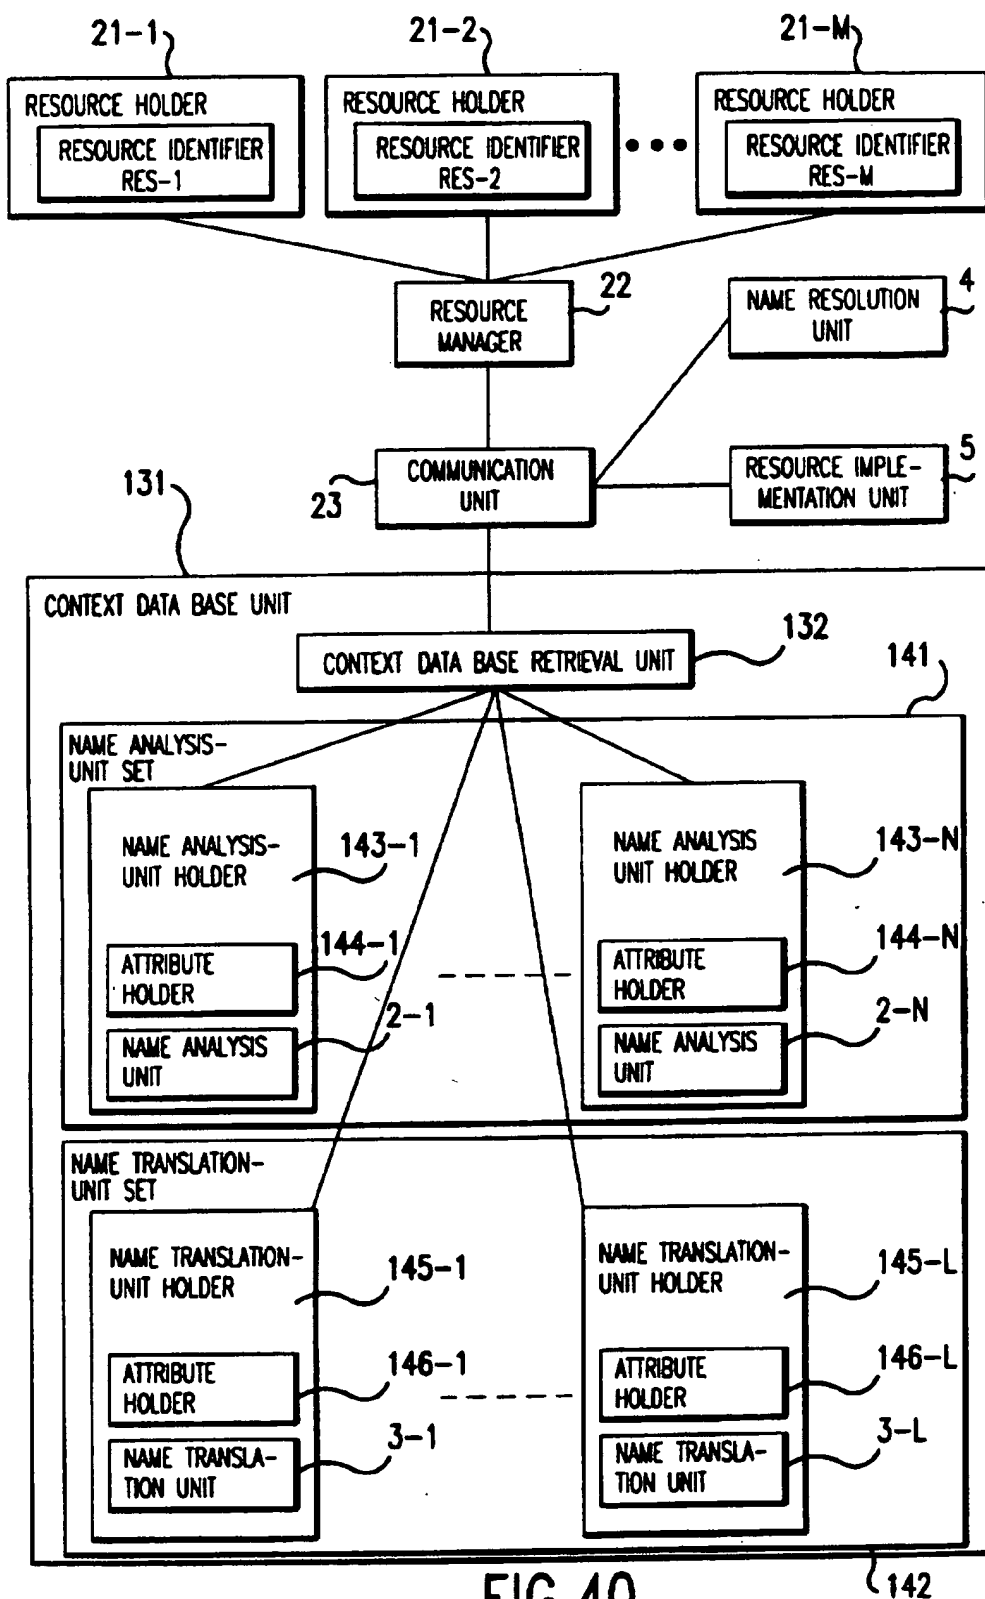 21-1
21-2
21-M
RESOURCE HOLDER
RESOURCE IDENTIFIER
RES-1
RESOURCE HOLDER
RESOURCE IDENTIFIER
RES-2
RESOURCE HOLDER
RESOURCE IDENTIFIER
RES-M
RESOURCE
MANAGER
22
NAME RESOLUTION
UNIT
4
COMMUNICATION
UNIT
23
RESOURCE IMPLE-
MENTATION UNIT
5
131
CONTEXT DATA BASE UNIT
CONTEXT DATA BASE RETRIEVAL UNIT
132
141
NAME ANALYSIS-
UNIT SET
NAME ANALYSIS-
UNIT HOLDER
143-1
ATTRIBUTE
HOLDER
144-1
NAME ANALYSIS
UNIT
2-1
NAME ANALYSIS
UNIT HOLDER
143-N
ATTRIBUTE
HOLDER
144-N
NAME ANALYSIS
UNIT
2-N
NAME TRANSLATION-
UNIT SET
NAME TRANSLATION-
UNIT HOLDER
145-1
ATTRIBUTE
HOLDER
146-1
NAME TRANSLA-
TION UNIT
3-1
NAME TRANSLATION-
UNIT HOLDER
145-L
ATTRIBUTE
HOLDER
146-L
NAME TRANSLA-
TION UNIT
3-L
142
FIG.40